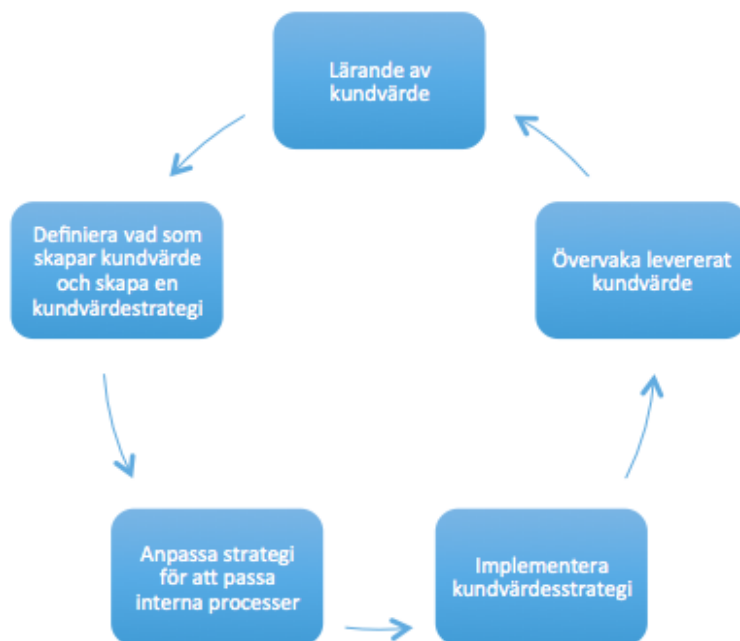 Lärande av
kundvärde
Definiera vad som
skapar kundvärde
och skapa en
kundvärdestrategi
Anpassa strategi
för att passa
interna processer
Implementera
kundvärdesstrategi
Övervaka levererat
kundvärde